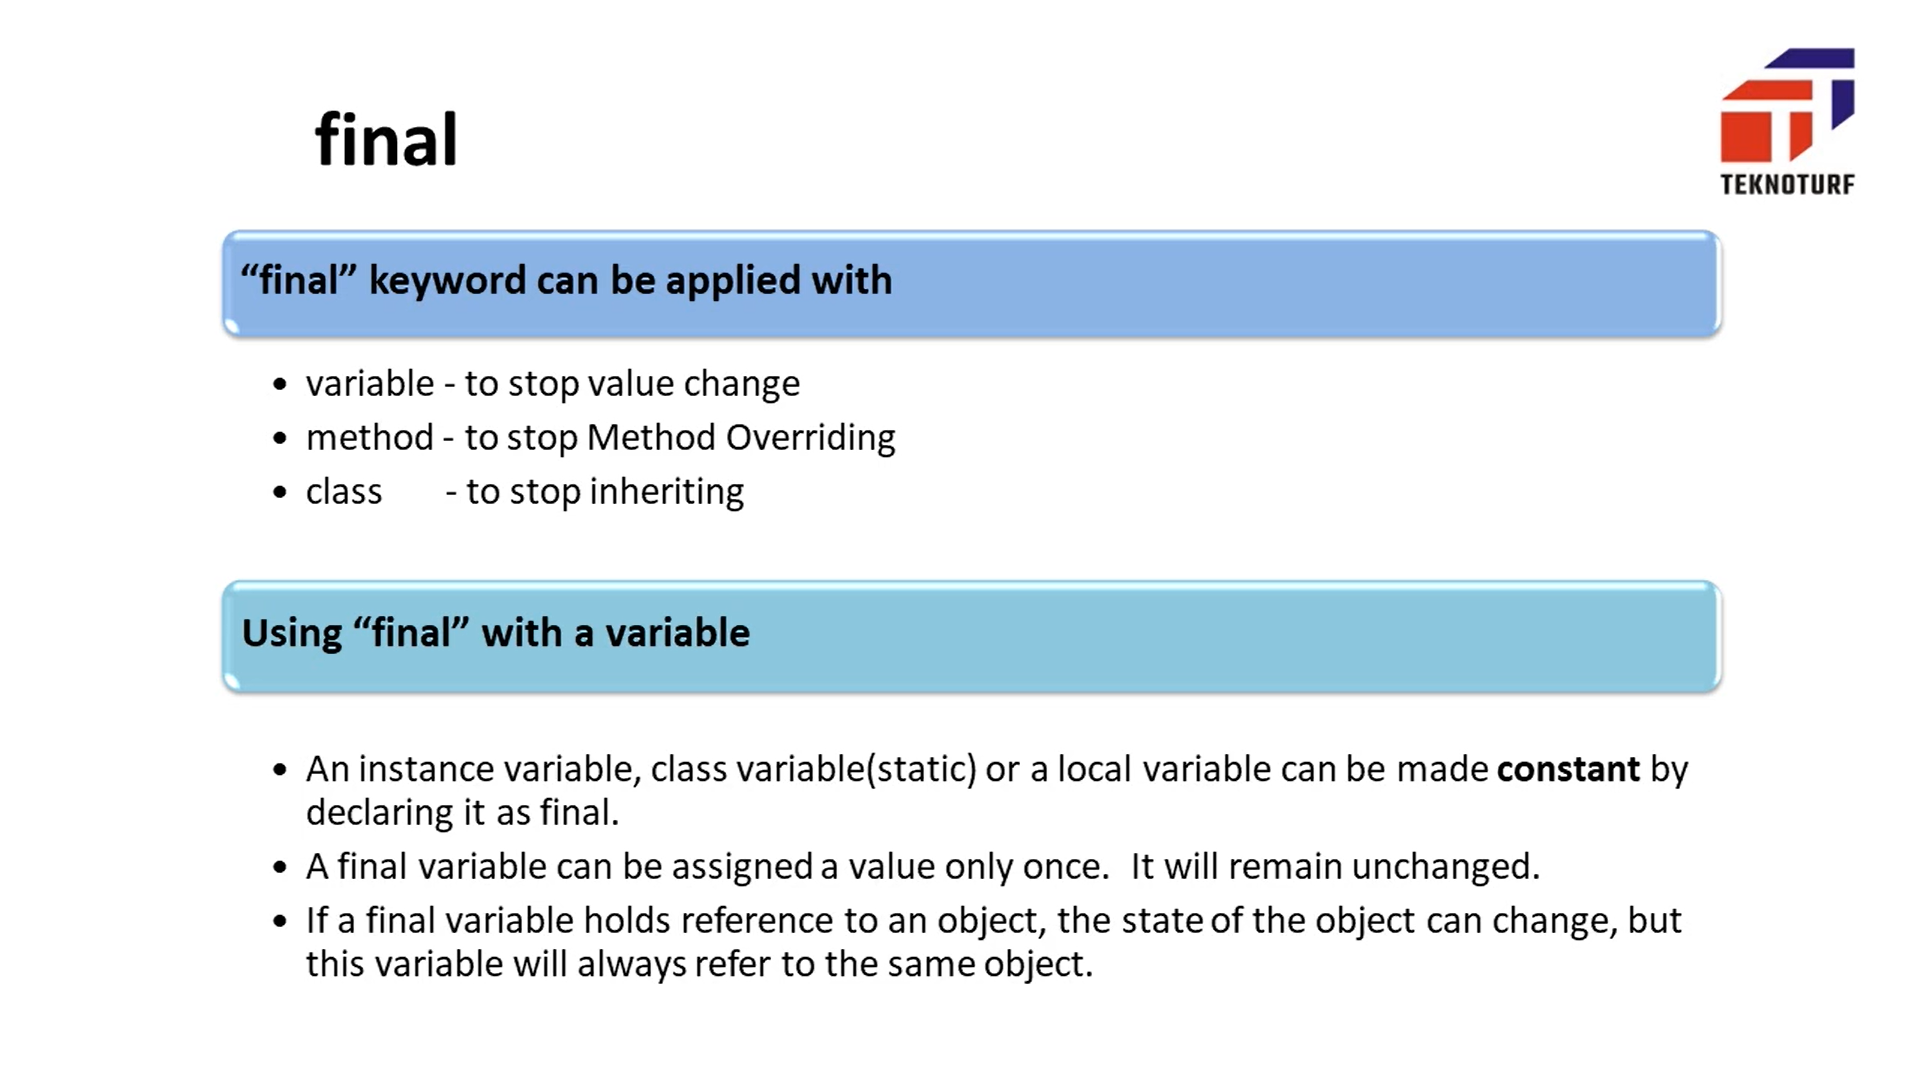 final
TEKNOTURF
“final” keyword can be applied with
• variable - to stop value change
• method - to stop Method Overriding
• class - to stop inheriting
Using “final” with a variable
• An instance variable, class variable(static) or a local variable can be made constant by
declaring it as final.
• A final variable can be assigned a value only once. It will remain unchanged.
• If a final variable holds reference to an object, the state of the object can change, but
this variable will always refer to the same object.